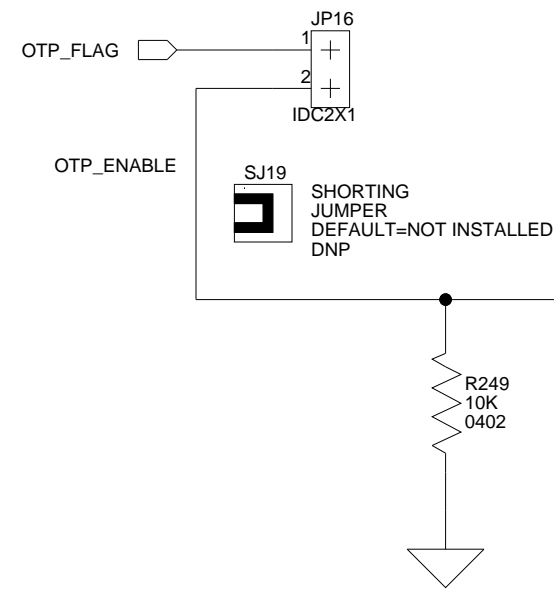 JP16
OTP_FLAG
1
2
IDC2X1
OTP_ENABLE
SJ19
SHORTING
JUMPER
DEFAULT=NOT INSTALLED
DNP
R249
10K
0402